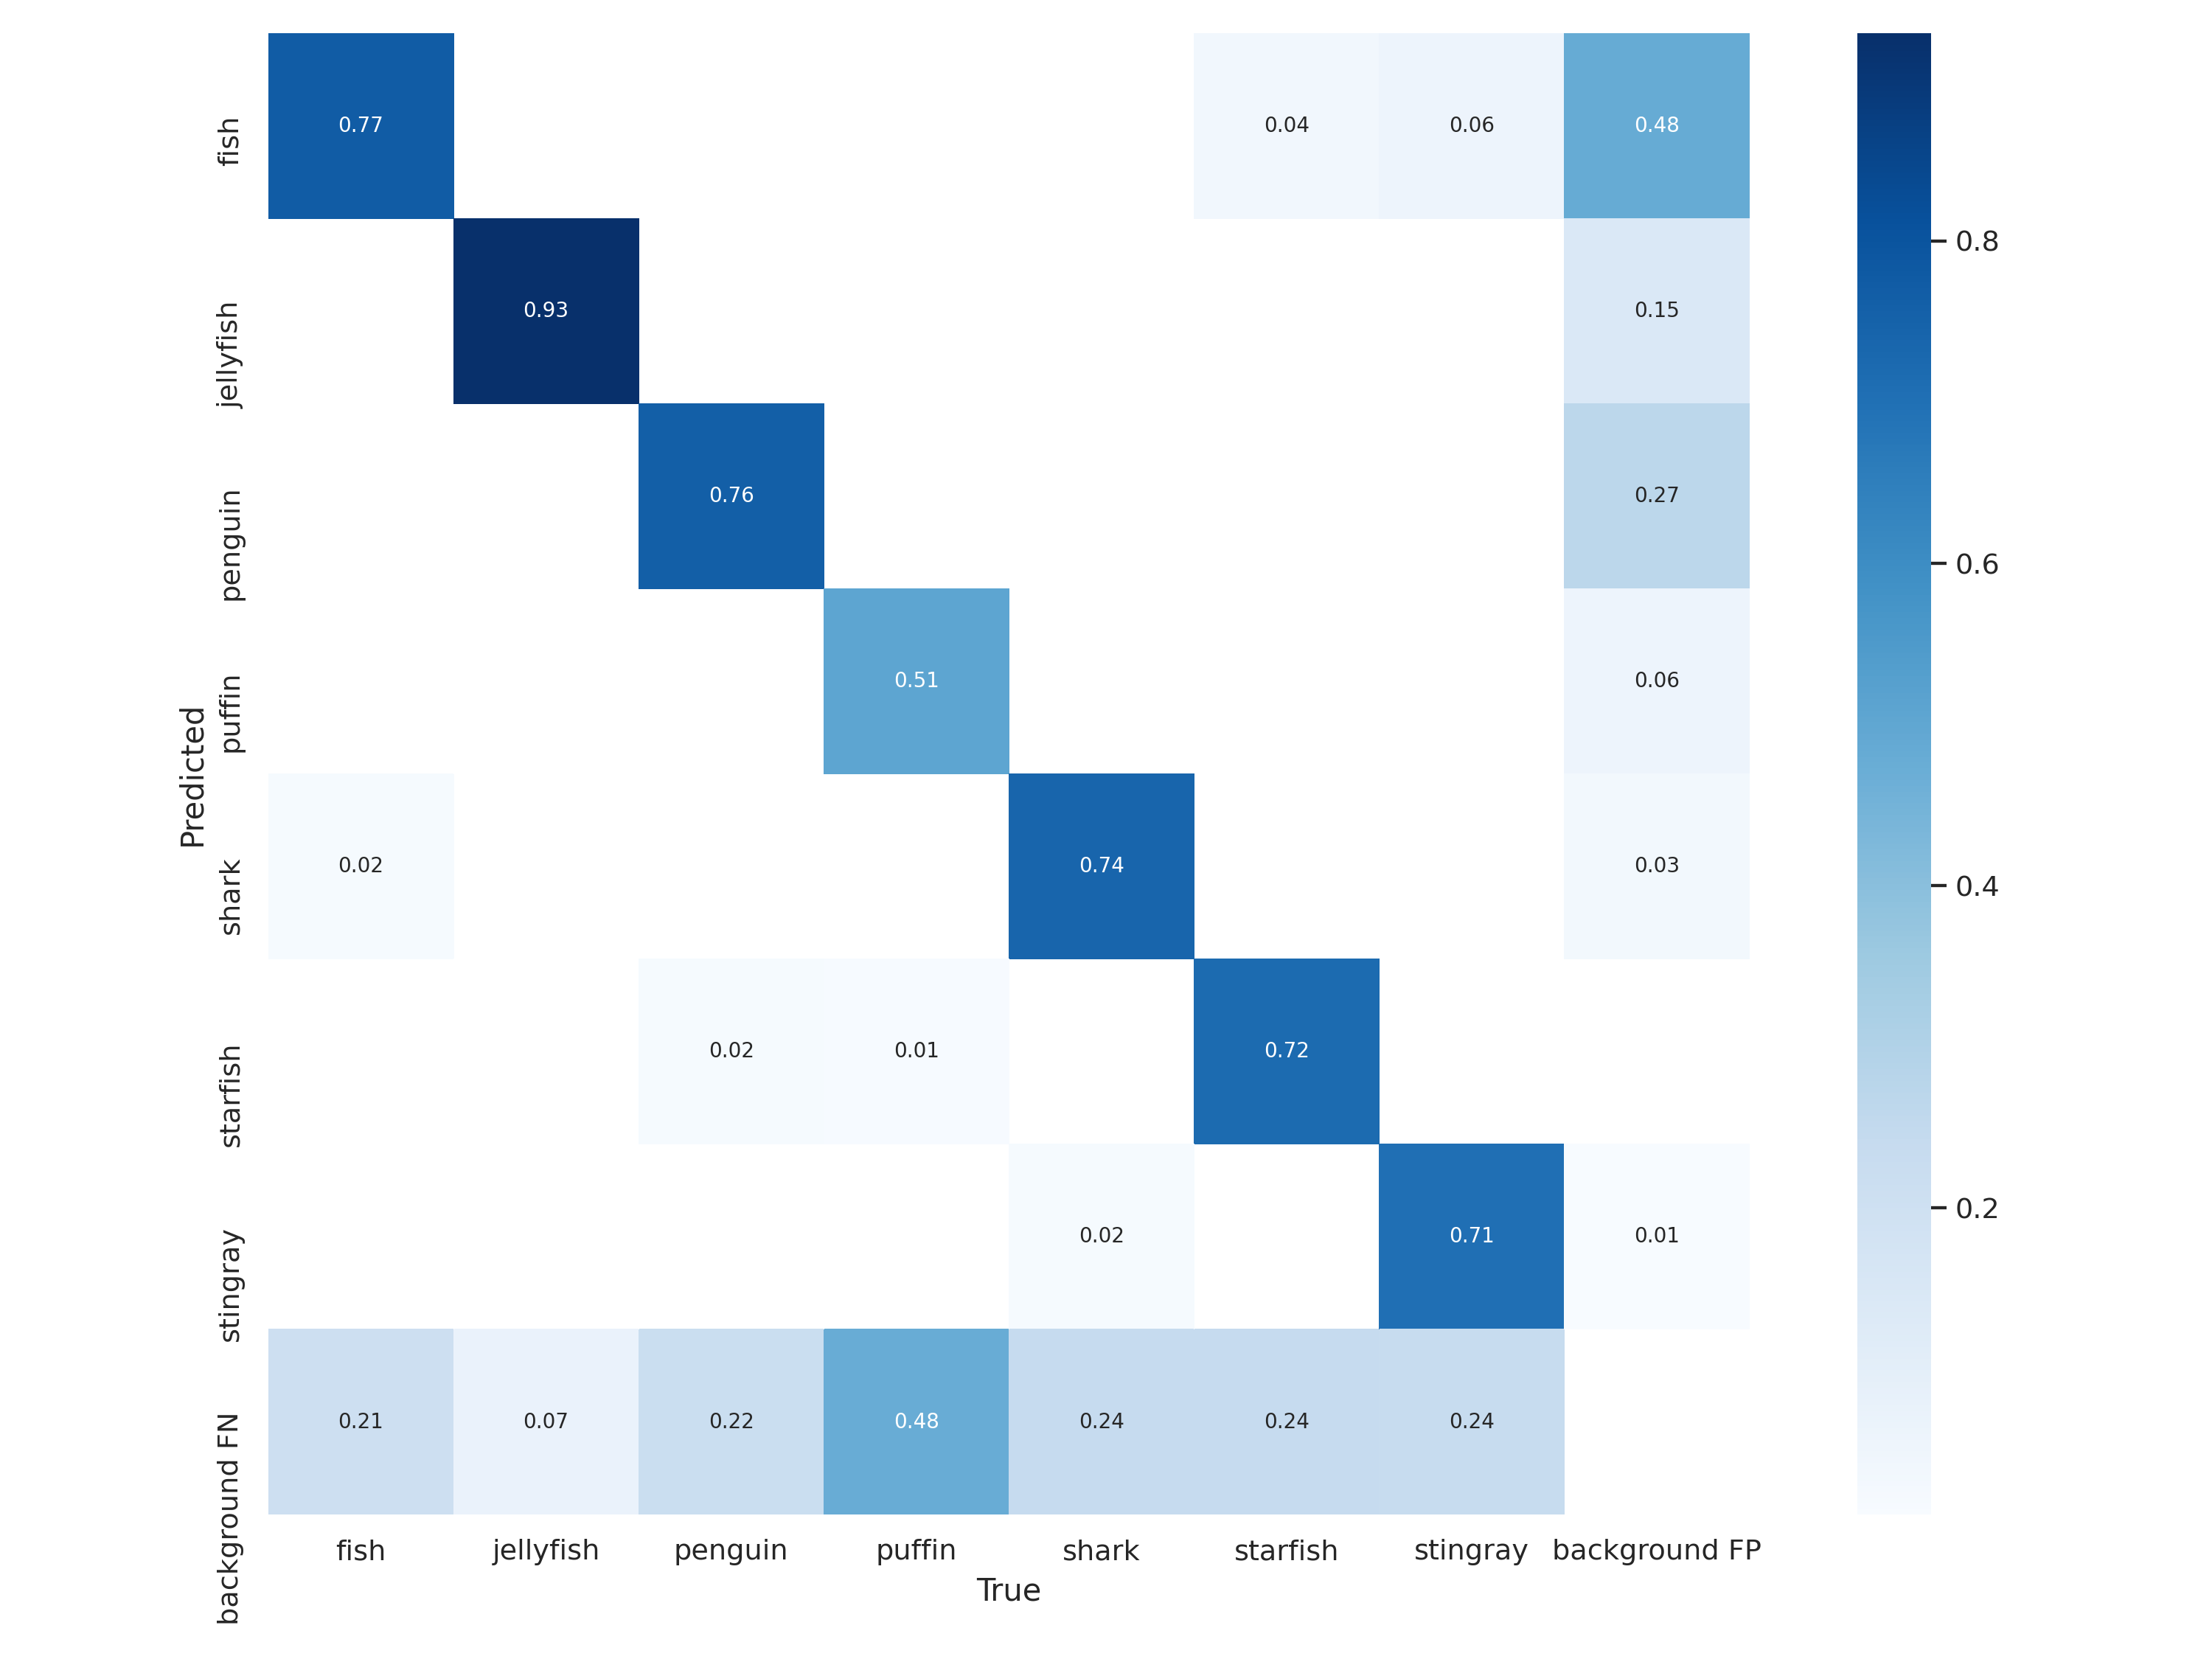 fish 0.77 0.04 0.06 0.48
jellyfish 0.93 0.15 0.8
penguin 0.76 0.27 0.6
puffin 0.51 0.06
Predicted
shark 0.02 0.74 0.03 0.4
starfish 0.02 0.01 0.72
stingray 0.02 0.71 0.01 0.2
background FN 0.21 0.07 0.22 0.48 0.24 0.24 0.24
fish jellyfish penguin puffin shark starfish stingray background FP
True